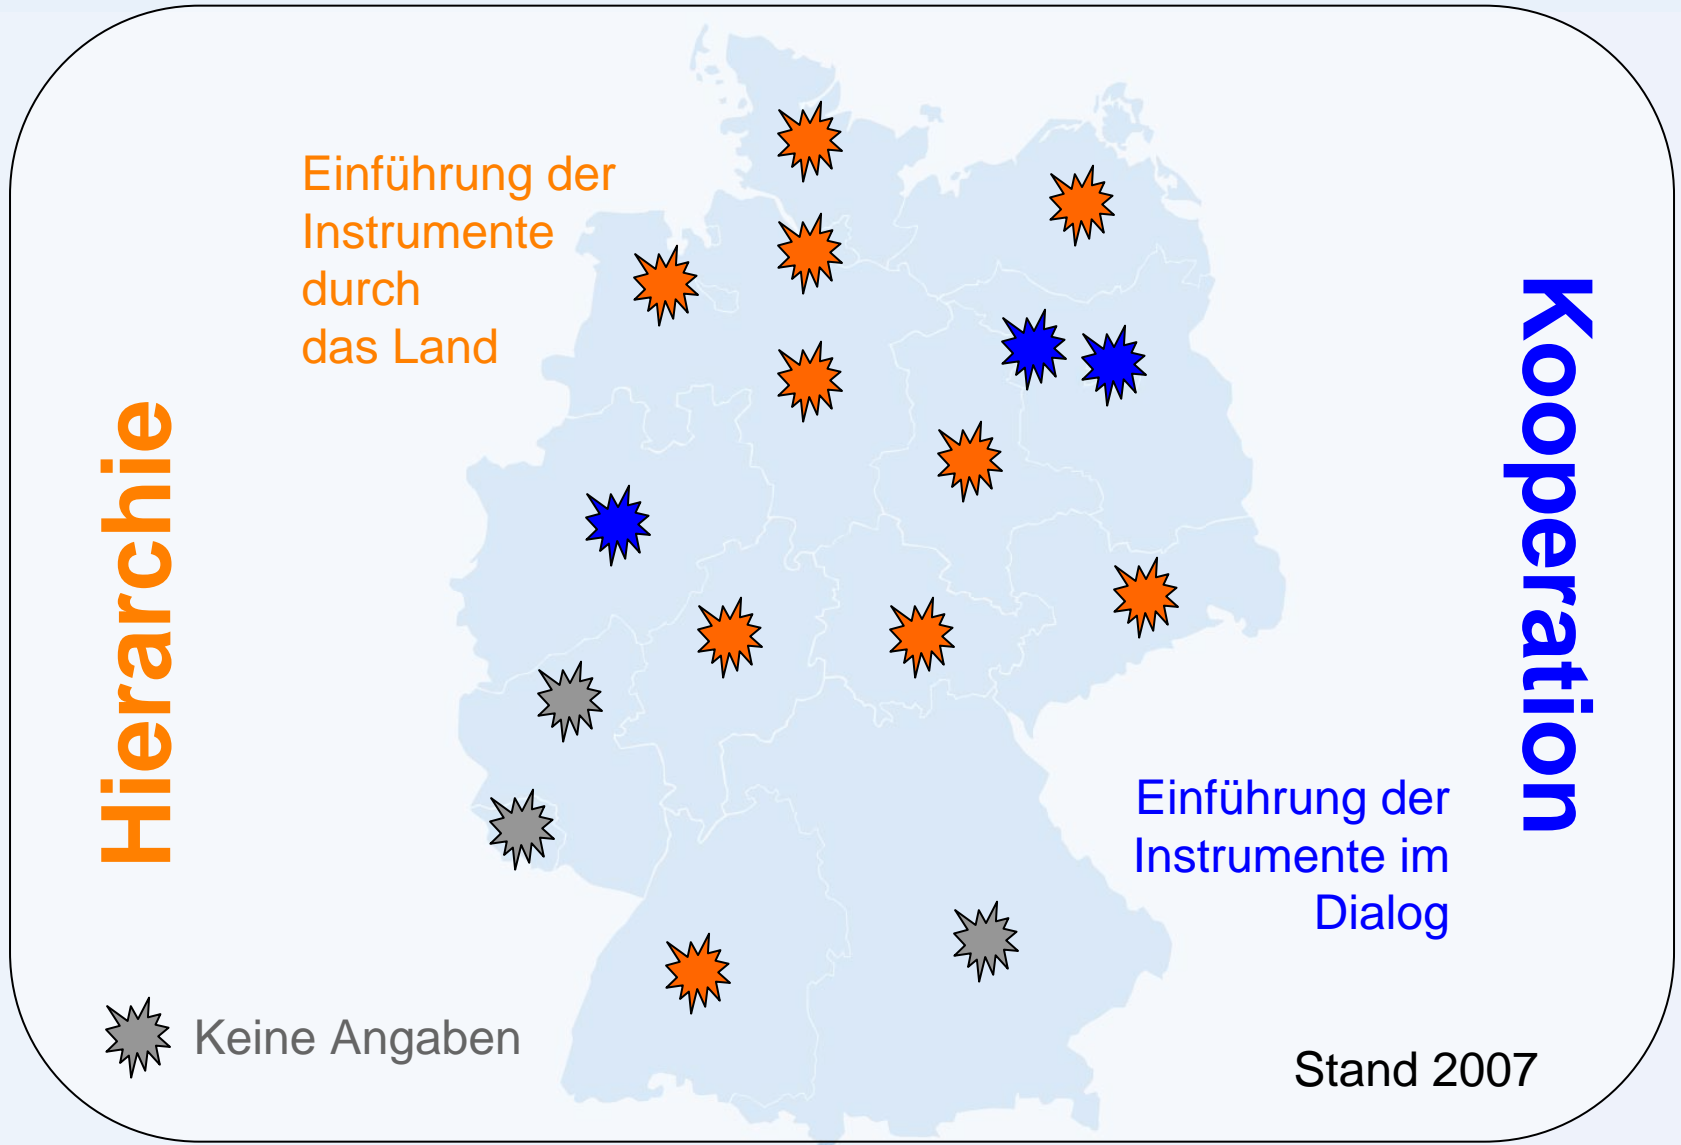 Hierarchie
Einführung der
Instrumente
durch
das Land
Kooperation
Einführung der
Instrumente im
Dialog
Keine Angaben
Stand 2007